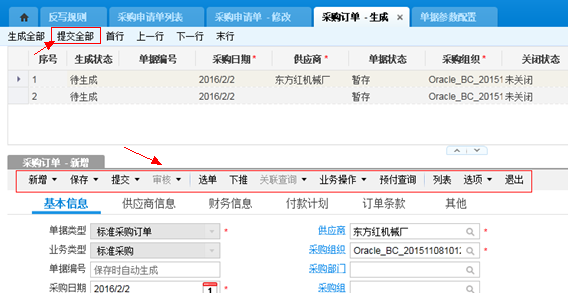 反写规则 采购申请单列表 采购申请单 - 修改 采购订单 - 生成 × 单据参数配置
生成全部 提交全部 首行 上一行 下一行 末行
序号 生成状态 单据编号 采购日期* 供应商* 单据状态 采购组织* 关闭状态
1 待生成 2016/2/2 东方红机械厂 暂存 Oracle_BC_20151 未关闭
2 待生成 2016/2/2 暂存 Oracle_BC_20151 未关闭
采购订单 - 新增
新增 保存 提交 审核 选单 下推 关联查询 业务操作 预付查询 列表 选项 退出
基本信息 供应商信息 财务信息 付款计划 订单条款 其他
单据类型 标准采购订单 * 供应商 东方红机械厂 *
业务类型 标准采购 * 采购组织 Oracle_BC_201511081012 *
单据编号 保存时自动生成 采购部门
采购日期 2016/2/2 1 * 采购组